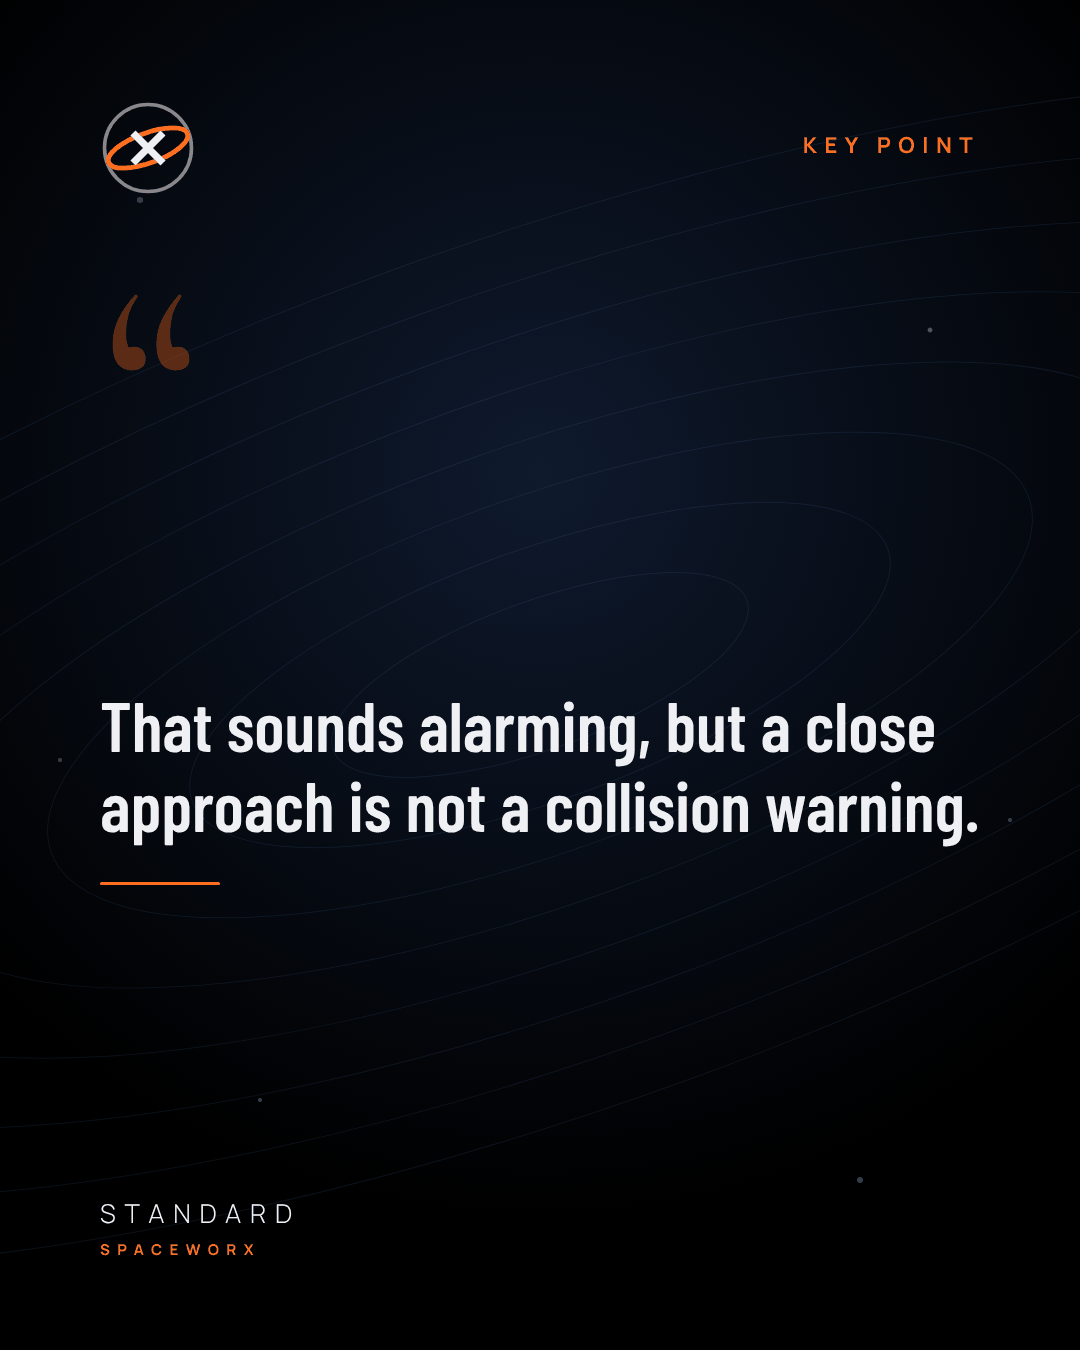 KEY POINT
“
That sounds alarming, but a close
approach is not a collision warning.
STANDARD
SPACEWORX